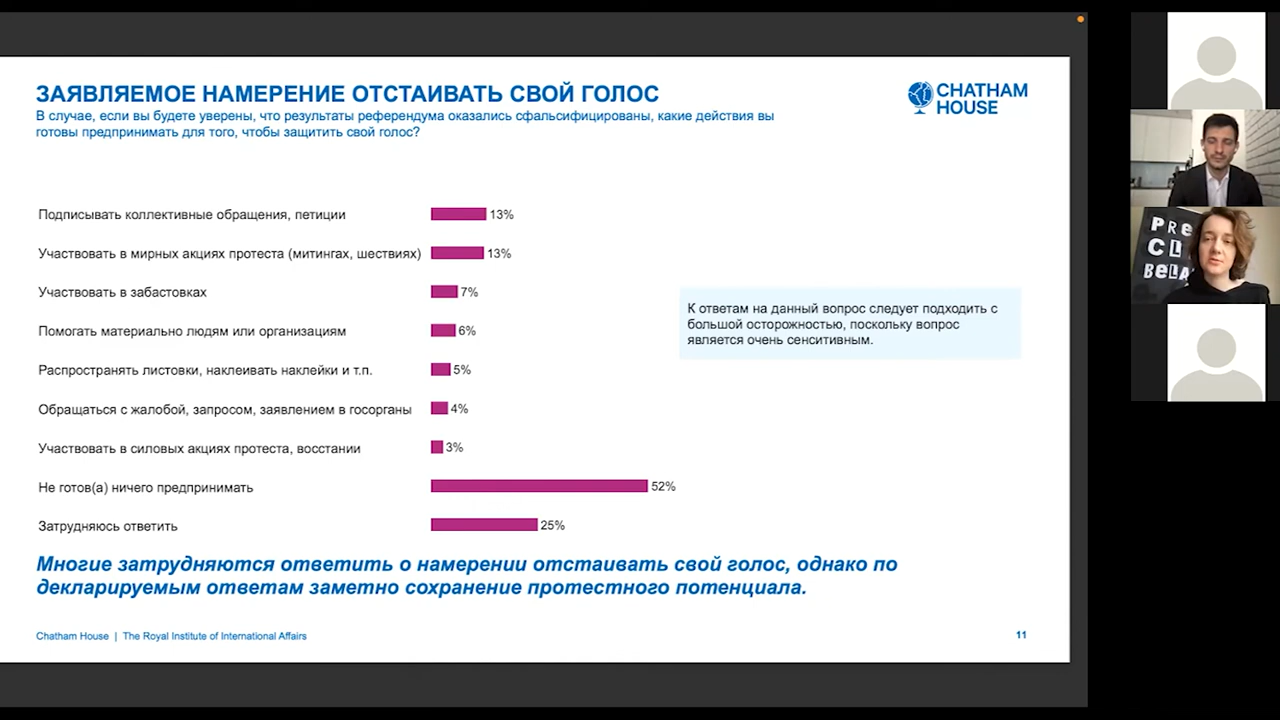 ЗАЯВЛЯЕМОЕ НАМЕРЕНИЕ ОТСТАИВАТЬ СВОЙ ГОЛОС
В случае, если вы будете уверены, что результаты референдума оказались сфальсифицированы, какие действия вы
готовы предпринимать для того, чтобы защитить свой голос?
CHATHAM
HOUSE
Подписывать коллективные обращения, петиции 13%
Участвовать в мирных акциях протеста (митингах, шествиях) 13%
Участвовать в забастовках 7%
Помогать материально людям или организациям 6%
Распространять листовки, наклеивать наклейки и т.п. 5%
Обращаться с жалобой, запросом, заявлением в госорганы 4%
Участвовать в силовых акциях протеста, восстании 3%
Не готов(а) ничего предпринимать 52%
Затрудняюсь ответить 25%
К ответам на данный вопрос следует подходить с
большой осторожностью, поскольку вопрос
является очень сенситивным.
Многие затрудняются ответить о намерении отстаивать свой голос, однако по
декларируемым ответам заметно сохранение протестного потенциала.
Chatham House | The Royal Institute of International Affairs
11
PRE
CL
BELA